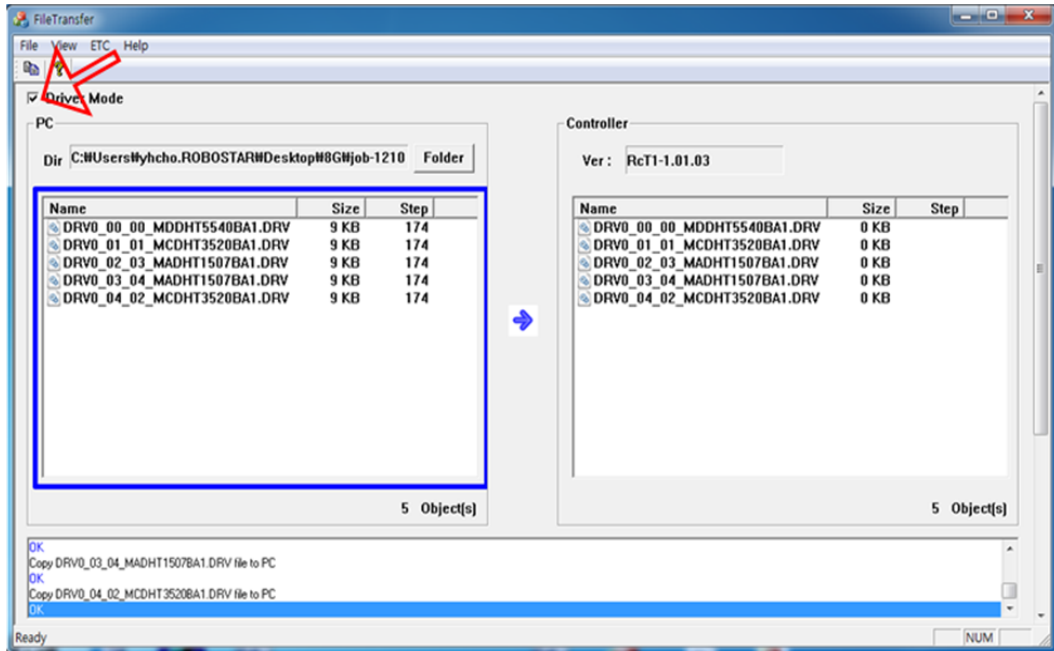 FileTransfer
File View ETC Help
Driver Mode
PC
Dir C:₩Users₩yhcho.ROBOSTAR₩Desktop₩8G₩job-1210 Folder
Name Size Step
DRV0_00_00_MDDHT5540BA1.DRV 9 KB 174
DRV0_01_01_MCDHT3520BA1.DRV 9 KB 174
DRV0_02_03_MADHT1507BA1.DRV 9 KB 174
DRV0_03_04_MADHT1507BA1.DRV 9 KB 174
DRV0_04_02_MCDHT3520BA1.DRV 9 KB 174
5 Object(s)
Controller
Ver : RcT1-1.01.03
Name Size Step
DRV0_00_00_MDDHT5540BA1.DRV 0 KB
DRV0_01_01_MCDHT3520BA1.DRV 0 KB
DRV0_02_03_MADHT1507BA1.DRV 0 KB
DRV0_03_04_MADHT1507BA1.DRV 0 KB
DRV0_04_02_MCDHT3520BA1.DRV 0 KB
5 Object(s)
OK
Copy DRV0_03_04_MADHT1507BA1.DRV file to PC
OK
Copy DRV0_04_02_MCDHT3520BA1.DRV file to PC
OK
Ready NUM